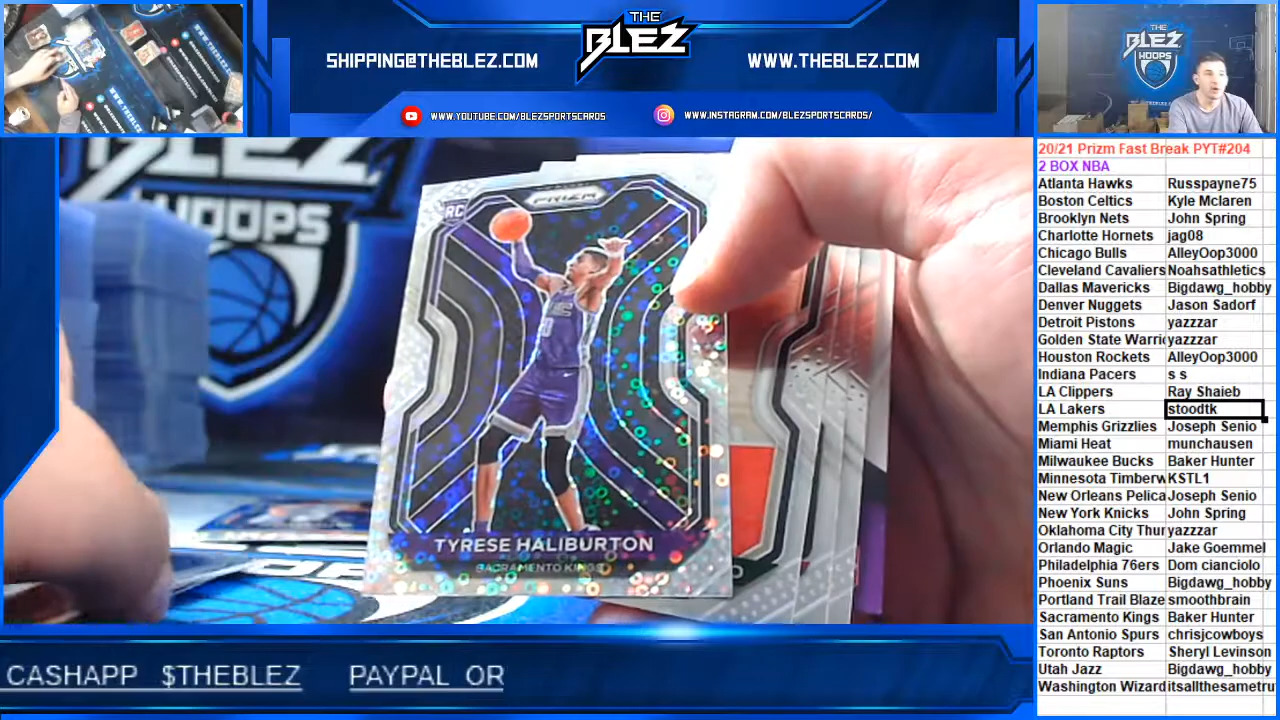 THE
BLEZ
SHIPPING@THEBLEZ.COM
WWW.THEBLEZ.COM
WWW.YOUTUBE.COM/BLEZSPORTSCARDS
WWW.INSTAGRAM.COM/BLEZSPORTSCARDS/
THE
BLEZ
HOOPS
BLEZ
HOOPS
RC
PRIZM
TYRESE HALIBURTON
SACRAMENTO KINGS
20/21 Prizm Fast Break PYT#204
2 BOX NBA
Atlanta Hawks Russpayne75
Boston Celtics Kyle Mclaren
Brooklyn Nets John Spring
Charlotte Hornets jag08
Chicago Bulls AlleyOop3000
Cleveland Cavaliers Noahsathletics
Dallas Mavericks Bigdawg_hobby
Denver Nuggets Jason Sadorf
Detroit Pistons yazzzar
Golden State Warri yazzzar
Houston Rockets AlleyOop3000
Indiana Pacers s s
LA Clippers Ray Shaieb
LA Lakers stoodtk
Memphis Grizzlies Joseph Senio
Miami Heat munchausen
Milwaukee Bucks Baker Hunter
Minnesota Timberw KSTL1
New Orleans Pelica Joseph Senio
New York Knicks John Spring
Oklahoma City Thur yazzzar
Orlando Magic Jake Goemmel
Philadelphia 76ers Dom cianciolo
Phoenix Suns Bigdawg_hobby
Portland Trail Blaze smoothbrain
Sacramento Kings Baker Hunter
San Antonio Spurs chrisjcowboys
Toronto Raptors Sheryl Levinson
Utah Jazz Bigdawg_hobby
Washington Wizard itsallthesametru
CASHAPP $THEBLEZ PAYPAL OR